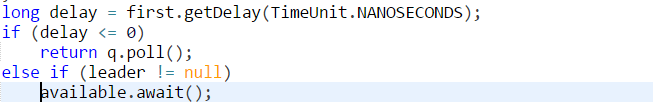 long delay = first.getDelay(TimeUnit.NANOSECONDS);
if (delay <= 0)
    return q.poll();
else if (leader != null)
    available.await();